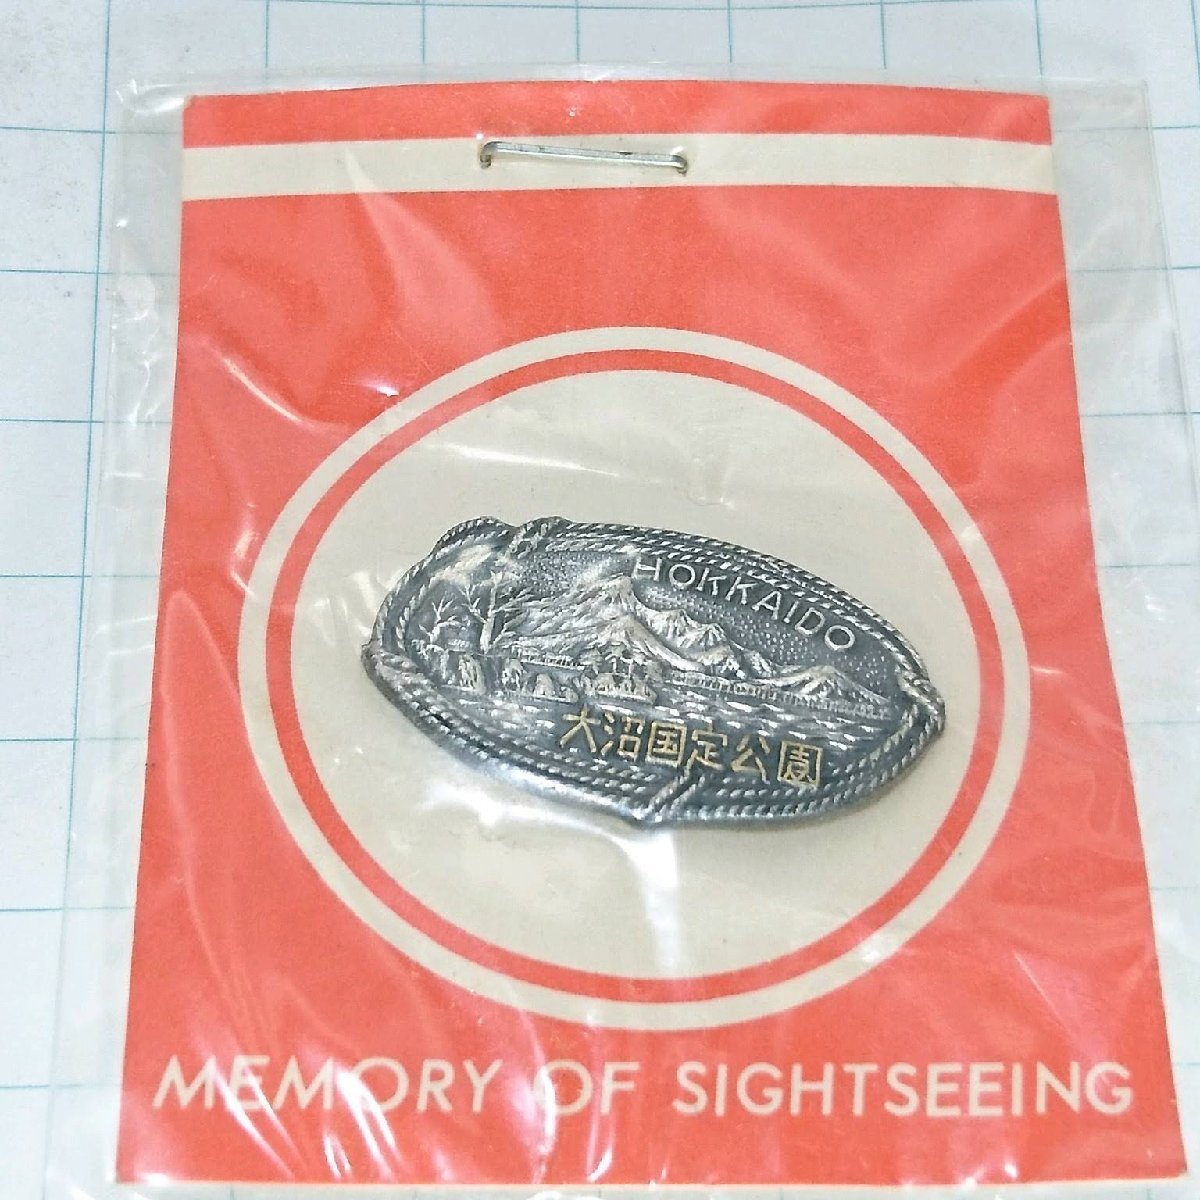 HOKKAIDO
大沼国定公園
MEMORY OF SIGHTSEEING